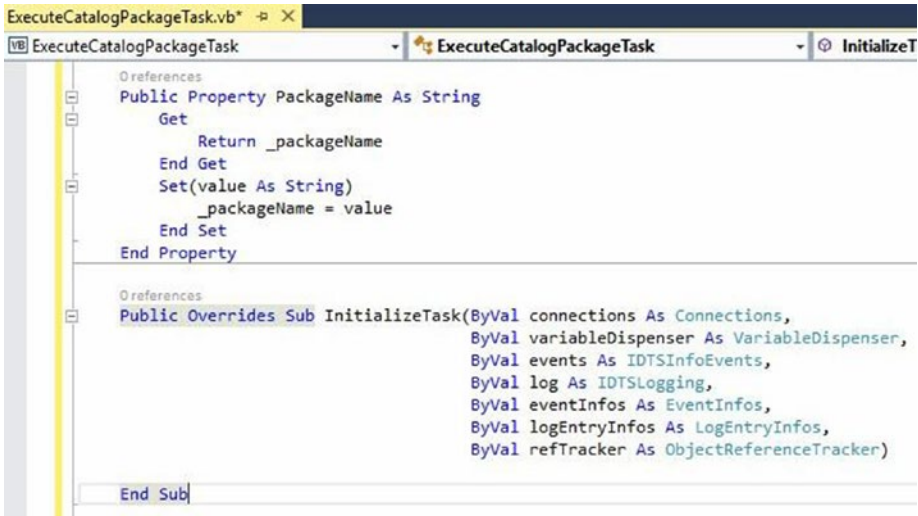 ExecuteCatalogPackageTask.vb*
VB ExecuteCatalogPackageTask ExecuteCatalogPackageTask InitializeT
0 references
Public Property PackageName As String
Get
Return _packageName
End Get
Set(value As String)
_packageName = value
End Set
End Property
0 references
Public Overrides Sub InitializeTask(ByVal connections As Connections,
ByVal variableDispenser As VariableDispenser,
ByVal events As IDTSInfoEvents,
ByVal log As IDTSLogging,
ByVal eventInfos As EventInfos,
ByVal logEntryInfos As LogEntryInfos,
ByVal refTracker As ObjectReferenceTracker)
End Sub